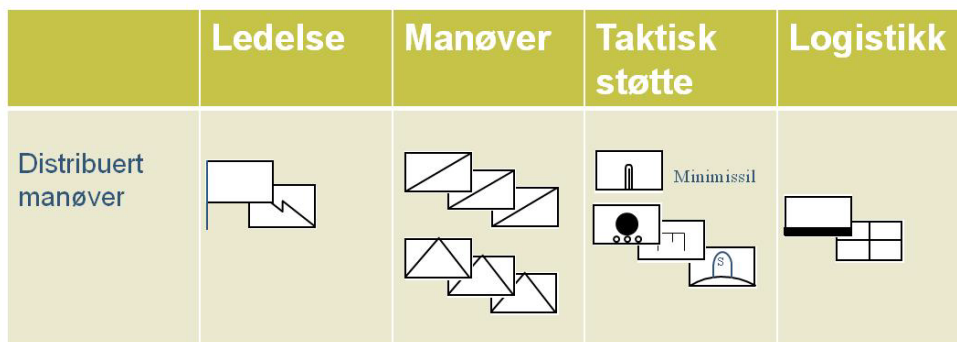 Ledelse
Manøver
Taktisk
støtte
Logistikk
Distribuert
manøver
Minimissil
S